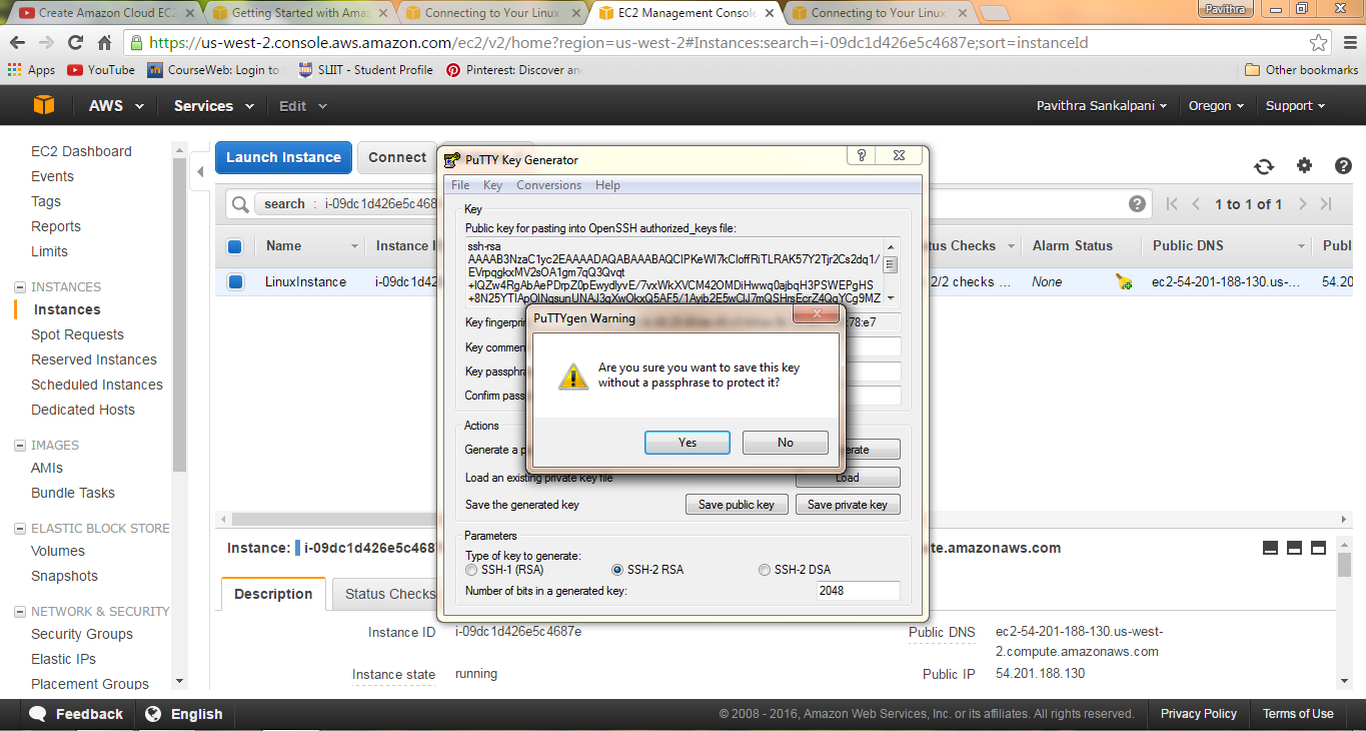 Create Amazon Cloud EC2
Getting Started with Amaz
Connecting to Your Linux
EC2 Management Console
Connecting to Your Linux
Pavithra
https://us-west-2.console.aws.amazon.com/ec2/v2/home?region=us-west-2#Instances:search=i-09dc1d426e5c4687e;sort=instanceId
Apps YouTube CourseWeb: Login to SLIIT - Student Profile Pinterest: Discover an Other bookmarks
AWS Services Edit Pavithra Sankalpani Oregon Support
EC2 Dashboard
Events
Tags
Reports
Limits
INSTANCES
Instances
Spot Requests
Reserved Instances
Scheduled Instances
Dedicated Hosts
IMAGES
AMIs
Bundle Tasks
ELASTIC BLOCK STORE
Volumes
Snapshots
NETWORK & SECURITY
Security Groups
Elastic IPs
Placement Groups
Launch Instance Connect
search : i-09dc1d426e5c468 1 to 1 of 1
Name Instance I tus Checks Alarm Status Public DNS Publ
LinuxInstance i-09dc1d42 2/2 checks ... None ec2-54-201-188-130.us-... 54.20
PuTTY Key Generator
File Key Conversions Help
Key
Public key for pasting into OpenSSH authorized_keys file:
ssh-rsa
Key fingerprin 78:e7
Key commen
Key passphra
Confirm pass
PuTTYgen Warning
Are you sure you want to save this key
without a passphrase to protect it?
Yes No
Actions
Generate a p erate
Load an existing private key file Load
Save the generated key Save public key Save private key
Parameters
Type of key to generate:
SSH-1 (RSA) SSH-2 RSA SSH-2 DSA
Number of bits in a generated key: 2048
Instance: i-09dc1d426e5c4687 te.amazonaws.com
Description Status Checks
Instance ID i-09dc1d426e5c4687e Public DNS ec2-54-201-188-130.us-west-
2.compute.amazonaws.com
Instance state running Public IP 54.201.188.130
Feedback English © 2008 - 2016, Amazon Web Services, Inc. or its affiliates. All rights reserved. Privacy Policy Terms of Use